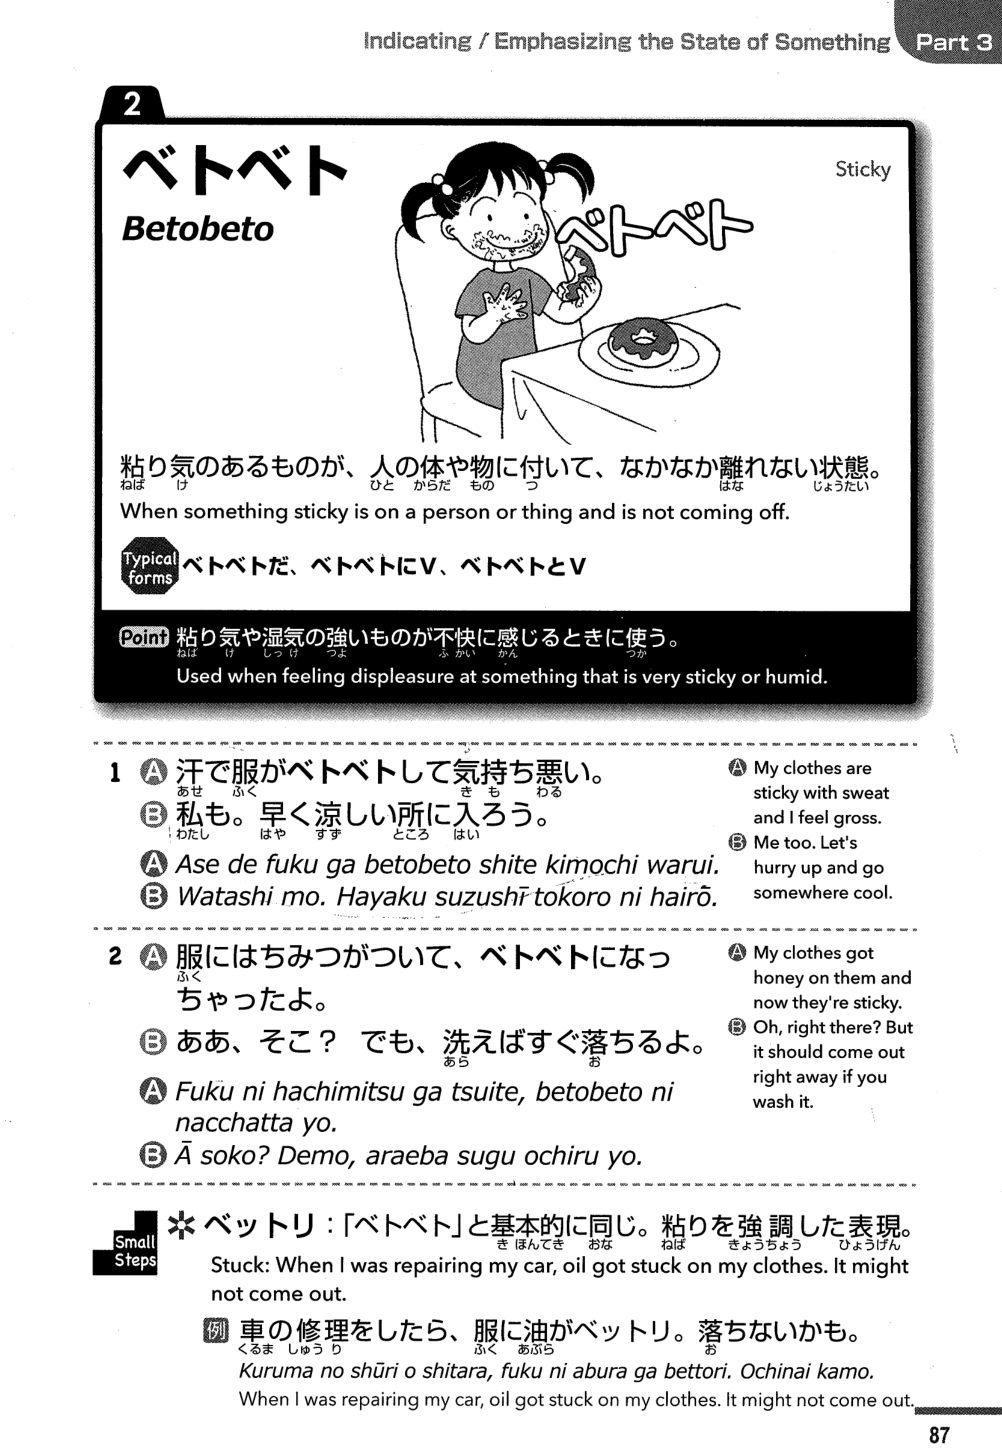 Indicating / Emphasizing the State of Something
Part 3
2
ベトベト
Betobeto
Sticky
ベトベト
粘り気のあるものが、人の体や物に付いて、なかなか離れない状態。
ねば け ひと からだ もの つ はな じょうたい
When something sticky is on a person or thing and is not coming off.
Typical forms
ベトベトだ、ベトベトにV、ベトベトとV
Point
粘り気や湿気の強いものが不快に感じるときに使う。
ねば け しっ け つよ ふ かい かん つか
Used when feeling displeasure at something that is very sticky or humid.
1 A 汗で服がベトベトして気持ち悪い。
あせ ふく き も わる
B 私も。早く涼しい所に入ろう。
わたし はや すず ところ はい
A Ase de fuku ga betobeto shite kimochi warui.
B Watashi mo. Hayaku suzushī tokoro ni hairō.
A My clothes are
sticky with sweat
and I feel gross.
B Me too. Let's
hurry up and go
somewhere cool.
2 A 服にはちみつがついて、ベトベトになっ
ふく
ちゃったよ。
B ああ、そこ？ でも、洗えばすぐ落ちるよ。
あら お
A Fuku ni hachimitsu ga tsuite, betobeto ni
nacchatta yo.
B Ā soko? Demo, araeba sugu ochiru yo.
A My clothes got
honey on them and
now they're sticky.
B Oh, right there? But
it should come out
right away if you
wash it.
Small
Steps
✲ ベットリ：「ベトベト」と基本的に同じ。粘りを強調した表現。
き ほんてき おな ねば きょうちょう ひょうげん
Stuck: When I was repairing my car, oil got stuck on my clothes. It might
not come out.
例 車の修理をしたら、服に油がベットリ。落ちないかも。
くるま しゅう り ふく あぶら お
Kuruma no shūri o shitara, fuku ni abura ga bettori. Ochinai kamo.
When I was repairing my car, oil got stuck on my clothes. It might not come out.
87